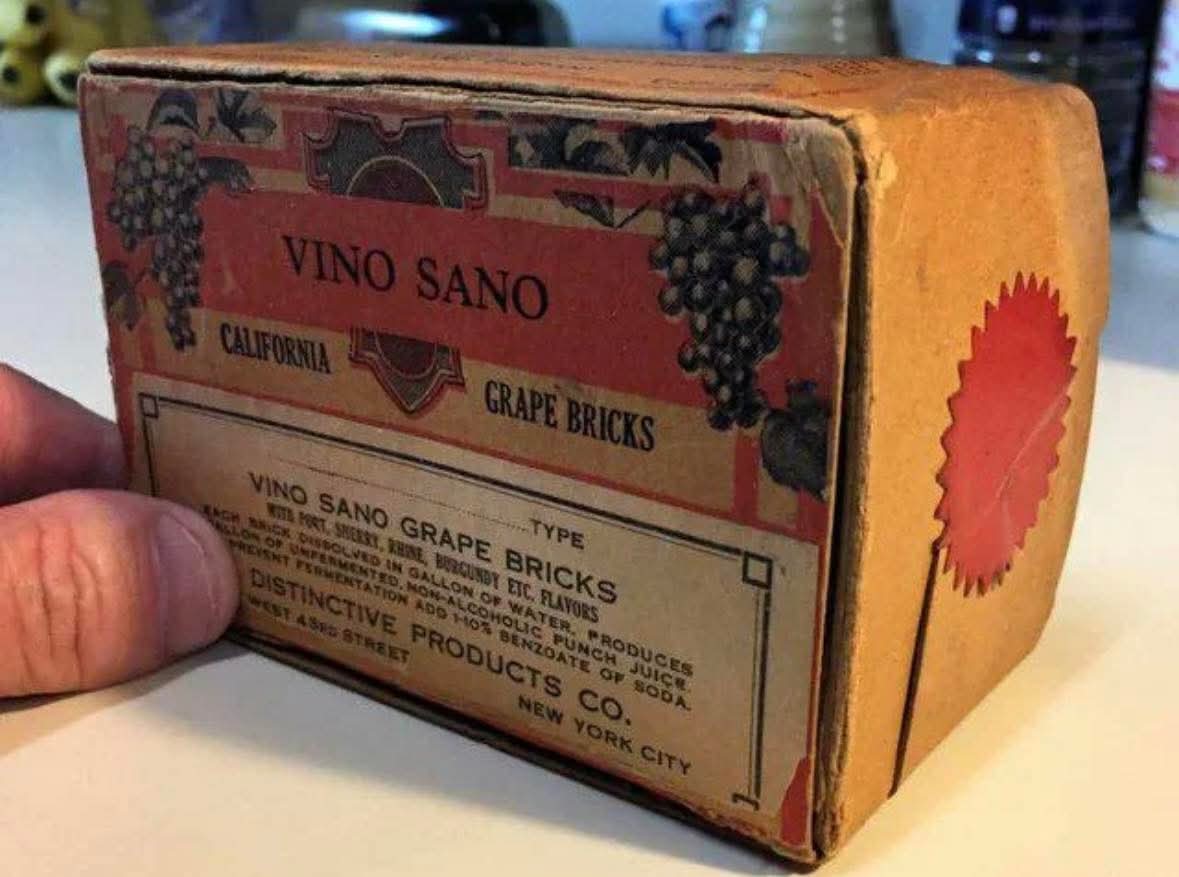 VINO SANO
CALIFORNIA
GRAPE BRICKS
TYPE
VINO SANO GRAPE BRICKS
WITH PORT, SHERRY, RHINE, BURGUNDY ETC. FLAVORS
EACH BRICK DISSOLVED IN GALLON OF WATER, PRODUCES
GALLON OF UNFERMENTED, NON-ALCOHOLIC PUNCH JUICE.
PREVENT FERMENTATION ADD 1-10% BENZOATE OF SODA.
DISTINCTIVE PRODUCTS CO.
WEST 43RD STREET
NEW YORK CITY